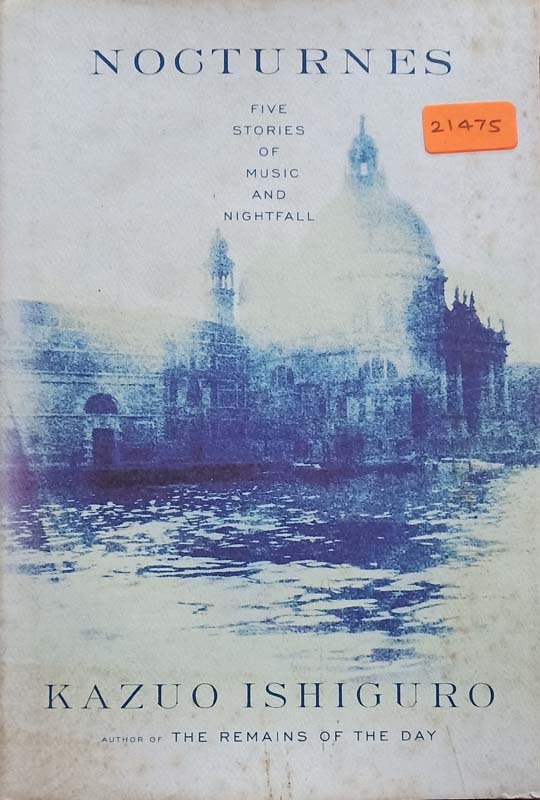 NOCTURNES
FIVE
STORIES
OF
MUSIC
AND
NIGHTFALL
21475
KAZUO ISHIGURO
AUTHOR OF THE REMAINS OF THE DAY